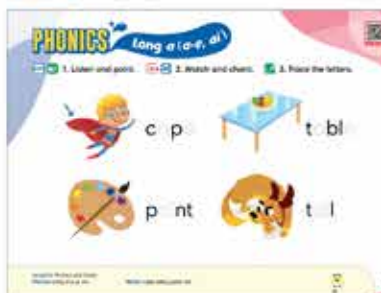 PHONICS Long a (a-e, ai)
1. Listen and point. 2. Watch and chant. 3. Trace the letters.
c p
t bl
p nt
t l